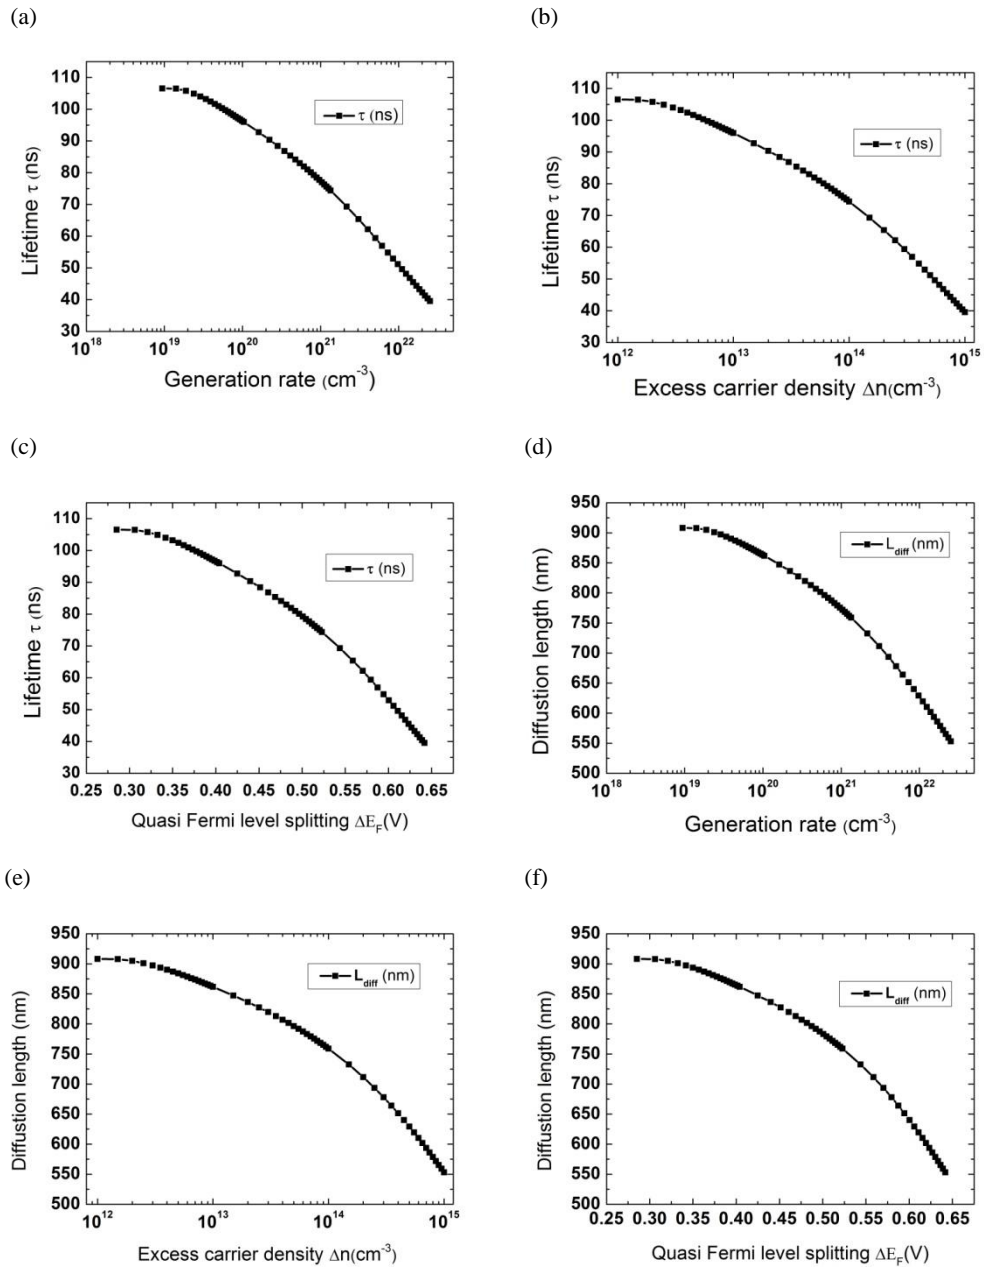 (a)
(b)
110
100
90
80
70
60
50
40
30
Lifetime τ (ns)
τ (ns)
10^18 10^19 10^20 10^21 10^22
Generation rate (cm^-3)
110
100
90
80
70
60
50
40
30
Lifetime τ (ns)
τ (ns)
10^12 10^13 10^14 10^15
Excess carrier density Δn(cm^-3)
(c)
(d)
110
100
90
80
70
60
50
40
30
Lifetime τ (ns)
τ (ns)
0.25 0.30 0.35 0.40 0.45 0.50 0.55 0.60 0.65
Quasi Fermi level splitting ΔE_F(V)
950
900
850
800
750
700
650
600
550
500
Diffustion length (nm)
L_diff (nm)
10^18 10^19 10^20 10^21 10^22
Generation rate (cm^-3)
(e)
(f)
950
900
850
800
750
700
650
600
550
500
Diffustion length (nm)
L_diff (nm)
10^12 10^13 10^14 10^15
Excess carrier density Δn(cm^-3)
950
900
850
800
750
700
650
600
550
500
Diffustion length (nm)
L_diff (nm)
0.25 0.30 0.35 0.40 0.45 0.50 0.55 0.60 0.65
Quasi Fermi level splitting ΔE_F(V)